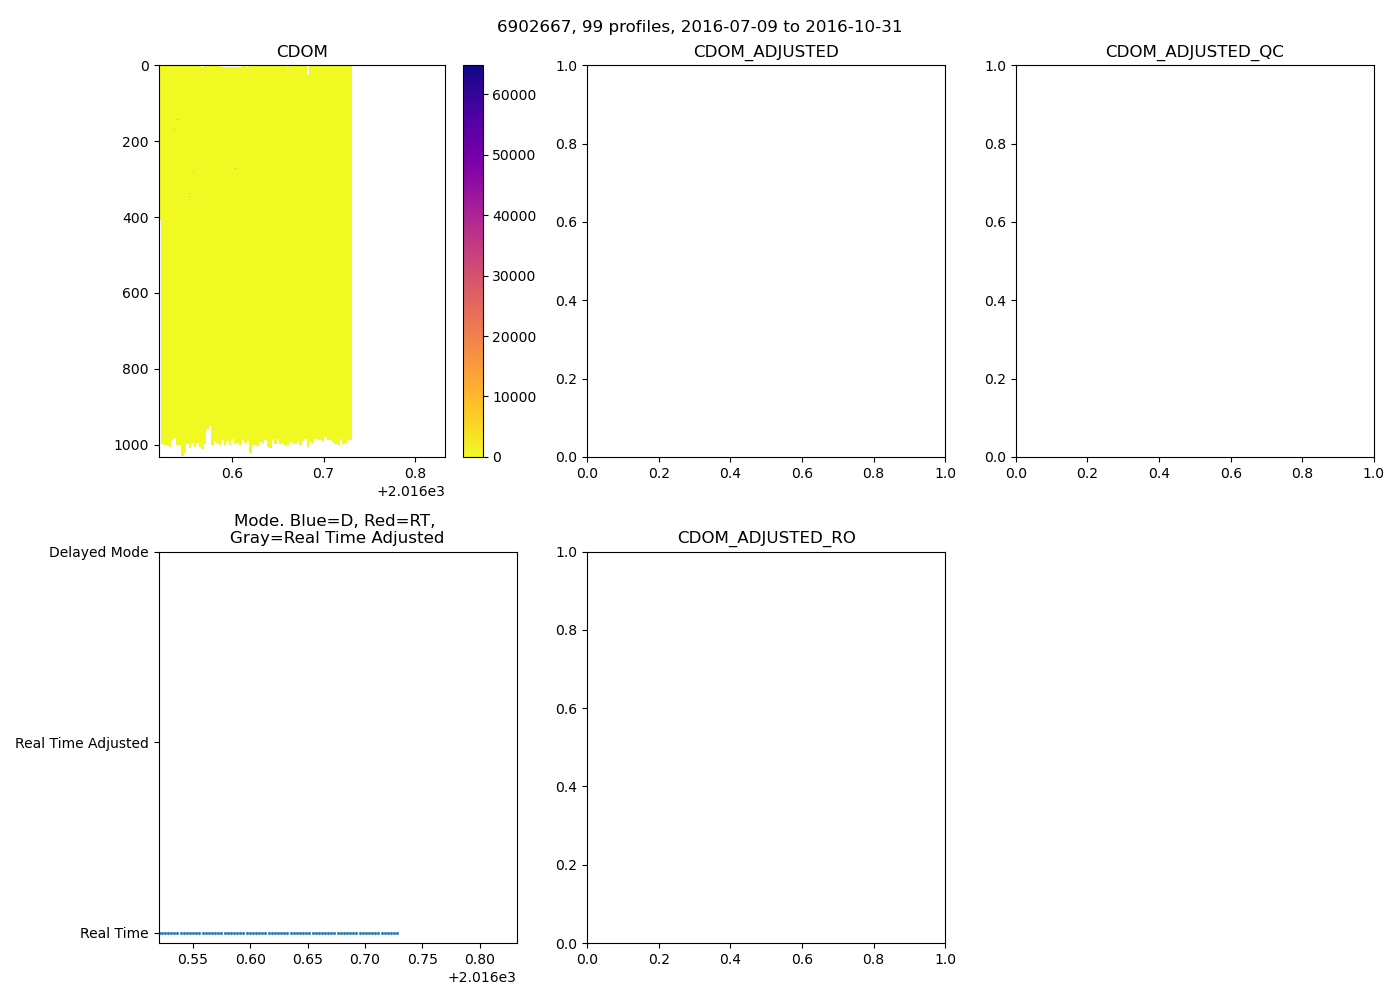 6902667, 99 profiles, 2016-07-09 to 2016-10-31
CDOM
0
200
400
600
800
1000
0.6 0.7 0.8
+2.016e3
60000
50000
40000
30000
20000
10000
0
CDOM_ADJUSTED
1.0
0.8
0.6
0.4
0.2
0.0
0.0 0.2 0.4 0.6 0.8 1.0
CDOM_ADJUSTED_QC
1.0
0.8
0.6
0.4
0.2
0.0
0.0 0.2 0.4 0.6 0.8 1.0
Mode. Blue=D, Red=RT,
Gray=Real Time Adjusted
Delayed Mode
Real Time Adjusted
Real Time
0.55 0.60 0.65 0.70 0.75 0.80
+2.016e3
CDOM_ADJUSTED_RO
1.0
0.8
0.6
0.4
0.2
0.0
0.0 0.2 0.4 0.6 0.8 1.0